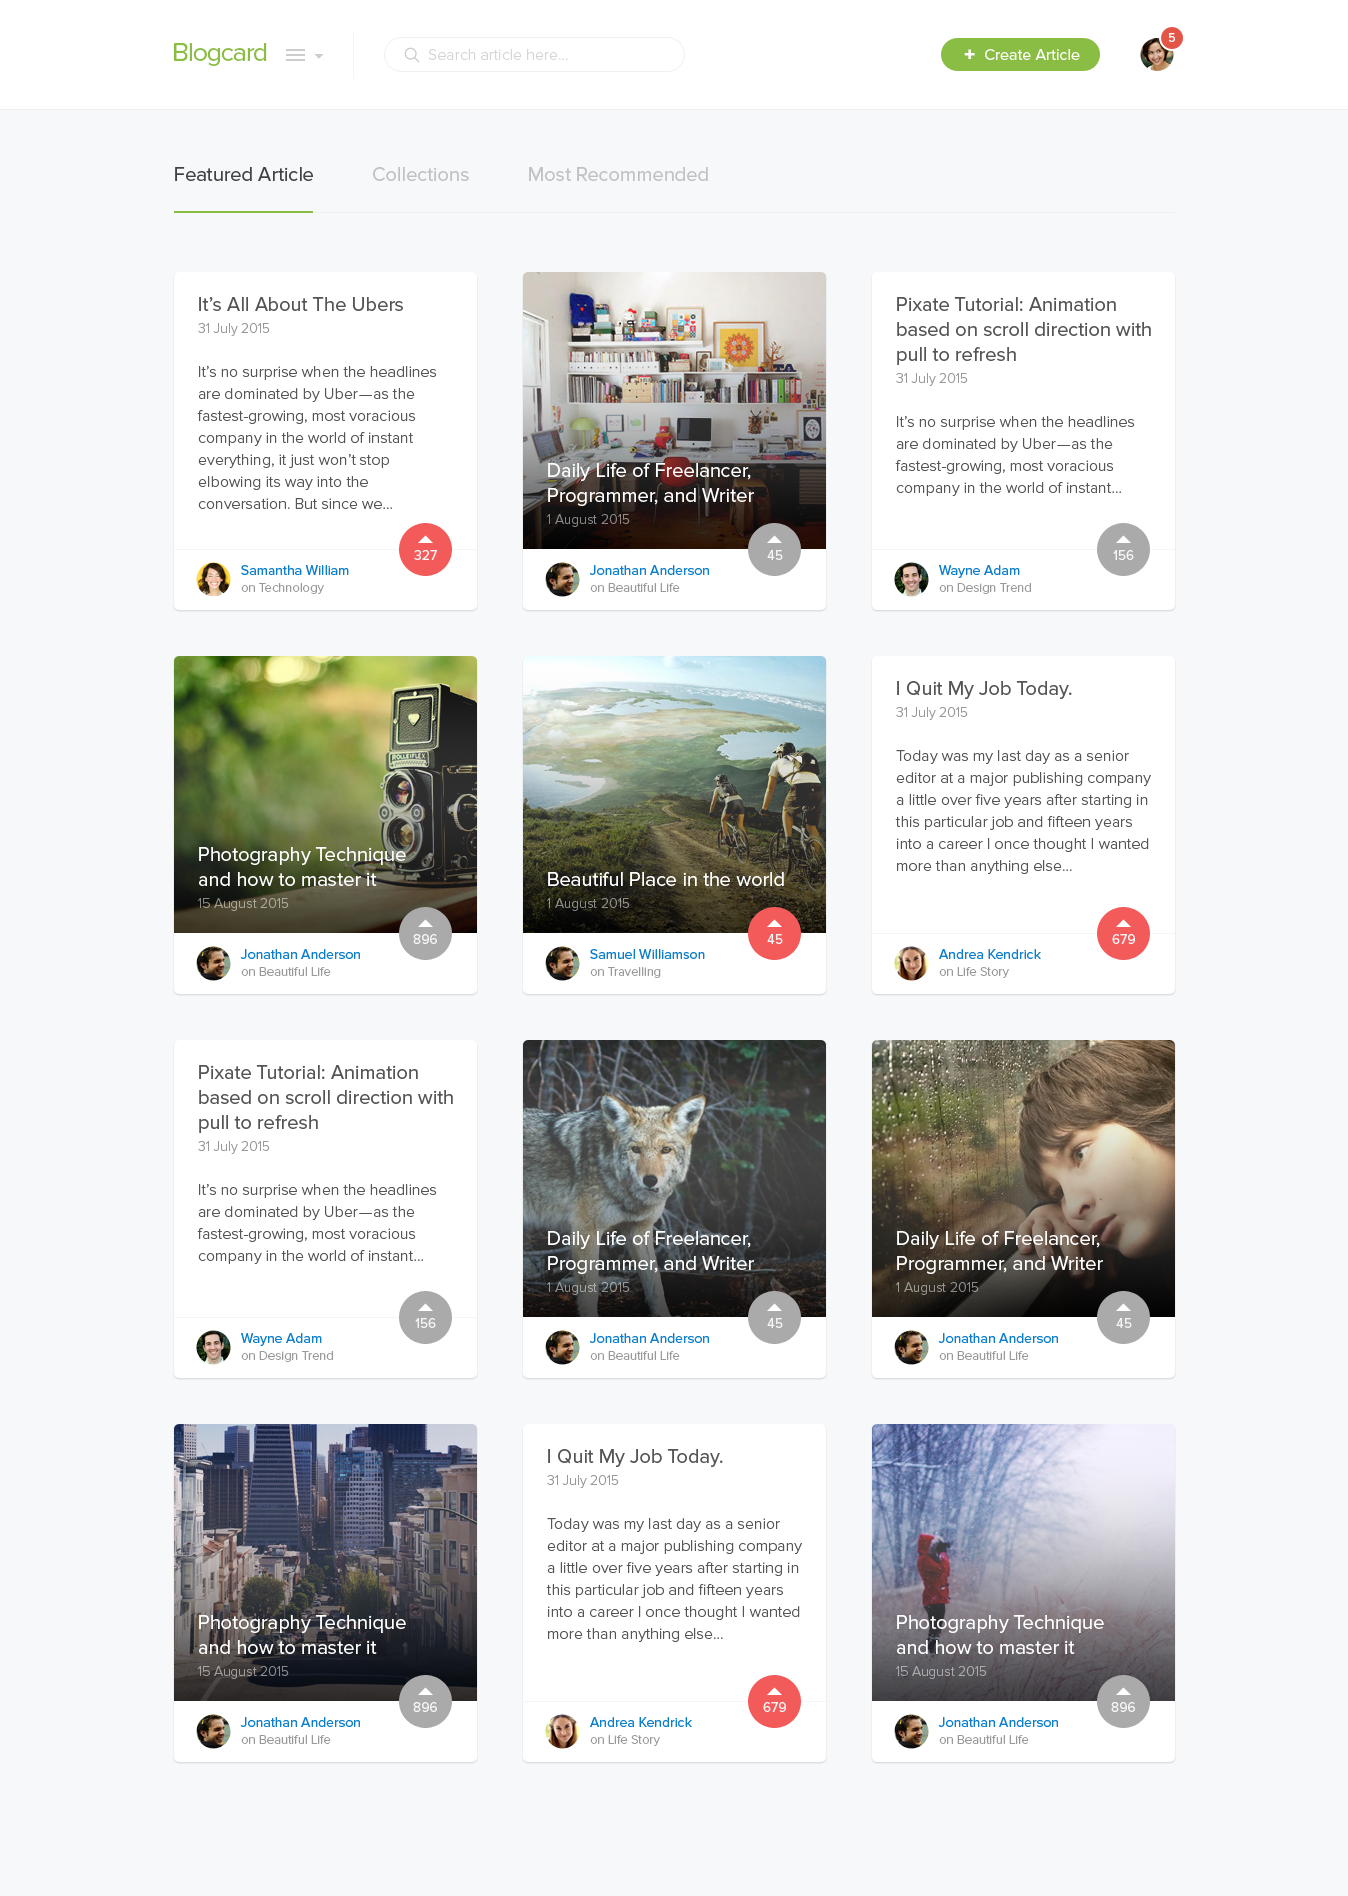 Blogcard
Search article here...
+ Create Article
5
Featured Article
Collections
Most Recommended
It’s All About The Ubers
31 July 2015
It’s no surprise when the headlines
are dominated by Uber—as the
fastest-growing, most voracious
company in the world of instant
everything, it just won’t stop
elbowing its way into the
conversation. But since we...
327
Samantha William
on Technology
Daily Life of Freelancer,
Programmer, and Writer
1 August 2015
45
Jonathan Anderson
on Beautiful Life
Pixate Tutorial: Animation
based on scroll direction with
pull to refresh
31 July 2015
It’s no surprise when the headlines
are dominated by Uber—as the
fastest-growing, most voracious
company in the world of instant...
156
Wayne Adam
on Design Trend
ROLLEIFLEX
Photography Technique
and how to master it
15 August 2015
896
Jonathan Anderson
on Beautiful Life
Beautiful Place in the world
1 August 2015
45
Samuel Williamson
on Travelling
I Quit My Job Today.
31 July 2015
Today was my last day as a senior
editor at a major publishing company
a little over five years after starting in
this particular job and fifteen years
into a career I once thought I wanted
more than anything else...
679
Andrea Kendrick
on Life Story
Pixate Tutorial: Animation
based on scroll direction with
pull to refresh
31 July 2015
It’s no surprise when the headlines
are dominated by Uber—as the
fastest-growing, most voracious
company in the world of instant...
156
Wayne Adam
on Design Trend
Daily Life of Freelancer,
Programmer, and Writer
1 August 2015
45
Jonathan Anderson
on Beautiful Life
Daily Life of Freelancer,
Programmer, and Writer
1 August 2015
45
Jonathan Anderson
on Beautiful Life
Photography Technique
and how to master it
15 August 2015
896
Jonathan Anderson
on Beautiful Life
I Quit My Job Today.
31 July 2015
Today was my last day as a senior
editor at a major publishing company
a little over five years after starting in
this particular job and fifteen years
into a career I once thought I wanted
more than anything else...
679
Andrea Kendrick
on Life Story
Photography Technique
and how to master it
15 August 2015
896
Jonathan Anderson
on Beautiful Life